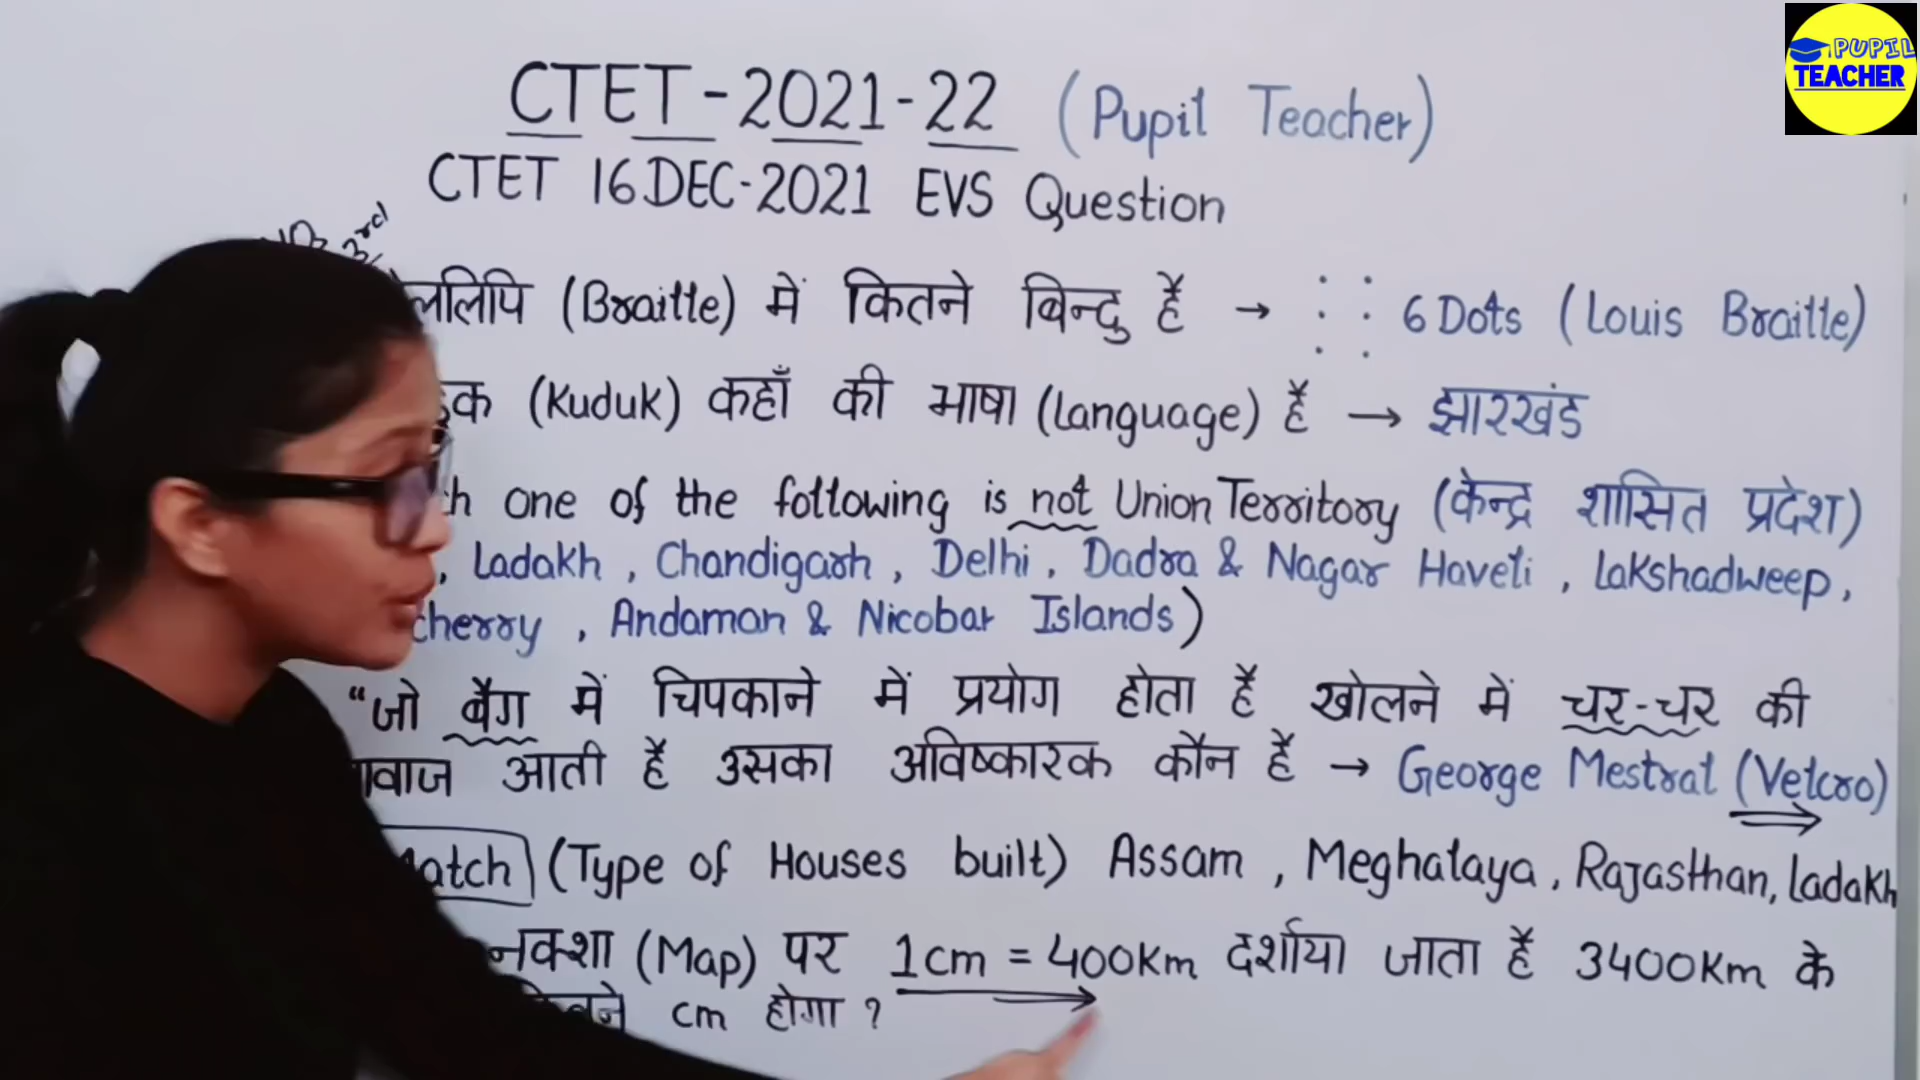 PUPIL
TEACHER
CTET-2021-22 (Pupil Teacher)
CTET 16 DEC-2021 EVS Question
3rd
(Braille) में कितने बिन्दु हैं → 6 Dots (Louis Braille)
(Kuduk) कहाँ की भाषा (Language) हैं → झारखंड
one of the following is not Union Territory (केन्द्र शासित प्रदेश)
, Ladakh , Chandigarh , Delhi , Dadra & Nagar Haveli , Lakshadweep ,
, Andaman & Nicobar Islands)
"जो बैग में चिपकाने में प्रयोग होता हैं खोलने में चर-चर की
आती हैं उसका अविष्कारक कौन हैं → George Mestral (Velcro)
(Type of Houses built) Assam , Meghalaya , Rajasthan, Ladakh
नक्शा (Map) पर 1cm = 400Km दर्शाया जाता हैं 3400Km के
cm होगा ?